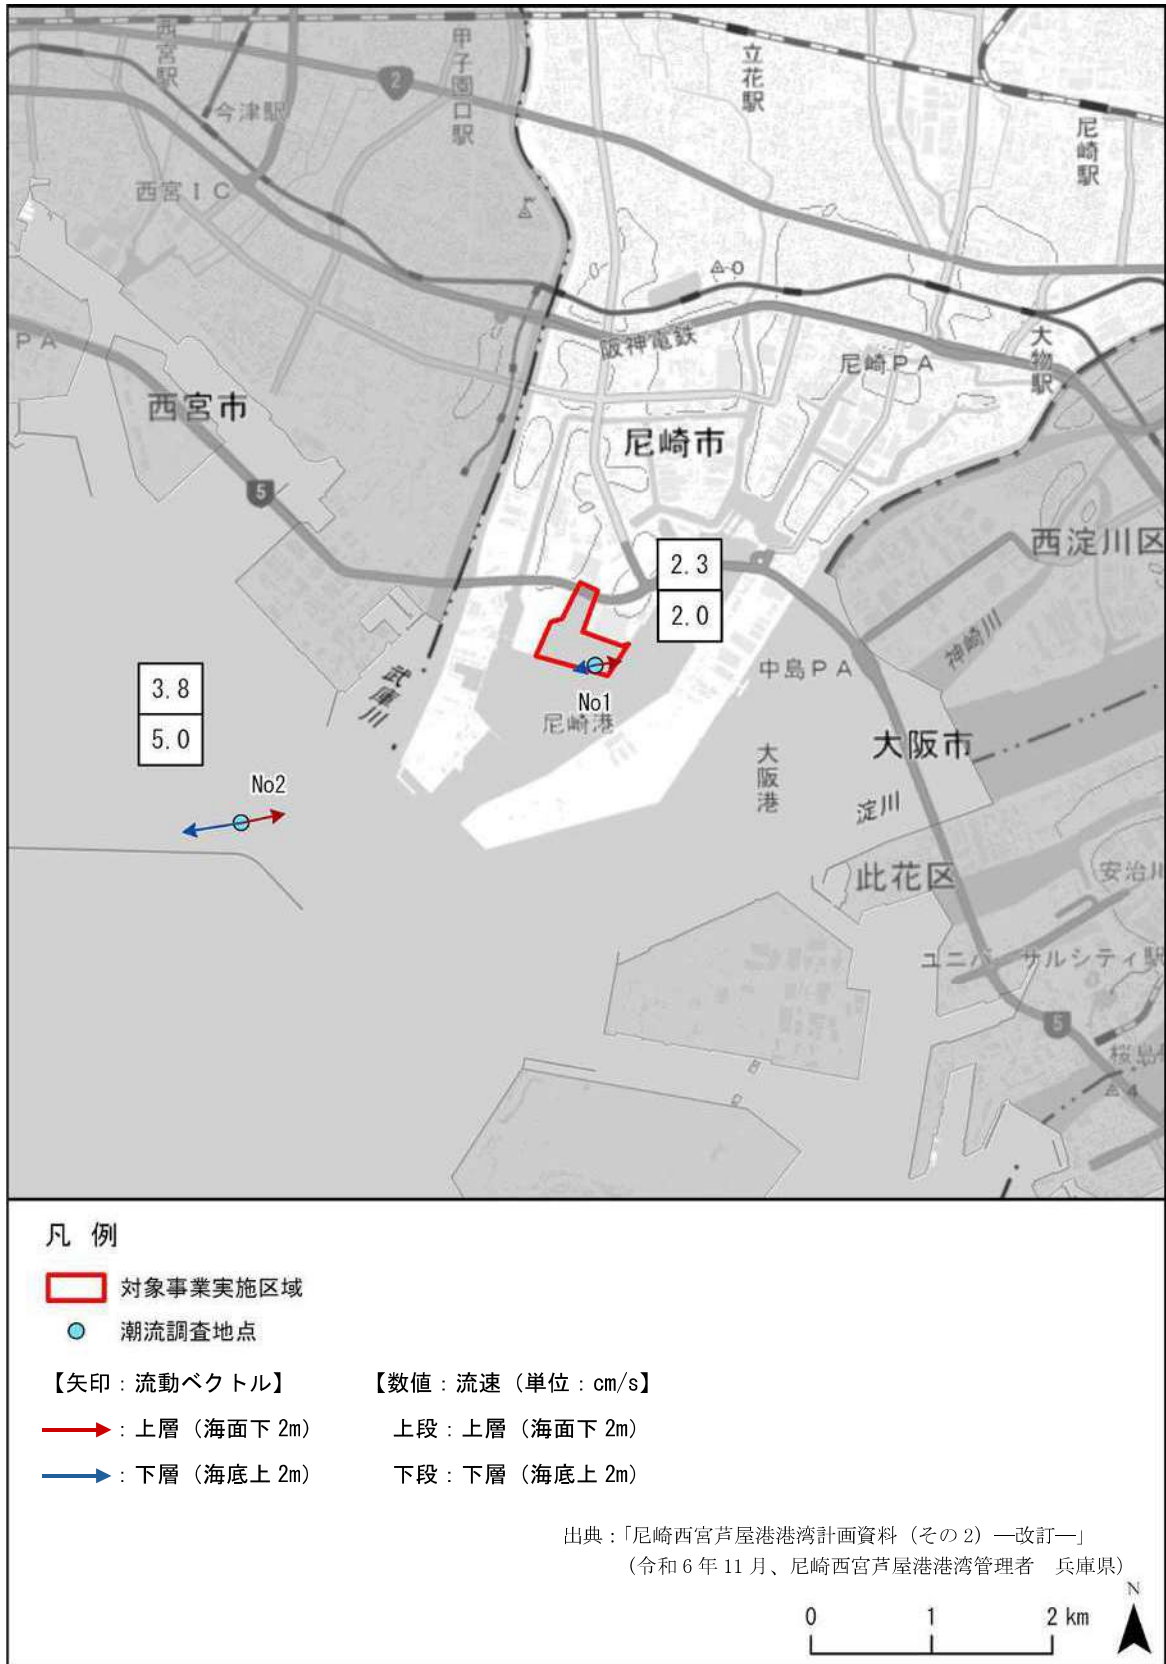 西宮駅
甲子園口駅
立花駅
2
今津駅
尼崎駅
西宮IC
0
阪神電鉄
PA
尼崎PA
大物駅
西宮市
尼崎市
5
西淀川区
2.3
2.0
神崎川
中島PA
武庫川
No1
尼崎港
3.8
5.0
大阪市
大阪港
No2
淀川
此花区
安治川
ユニバーサルシティ駅
5
桜島
4
凡 例
対象事業実施区域
潮流調査地点
【矢印：流動ベクトル】 【数値：流速（単位：cm/s】
：上層（海面下 2m） 上段：上層（海面下 2m）
：下層（海底上 2m） 下段：下層（海底上 2m）
出典：「尼崎西宮芦屋港港湾計画資料（その2）―改訂―」
（令和6年11月、尼崎西宮芦屋港港湾管理者 兵庫県）
N
0 1 2 km